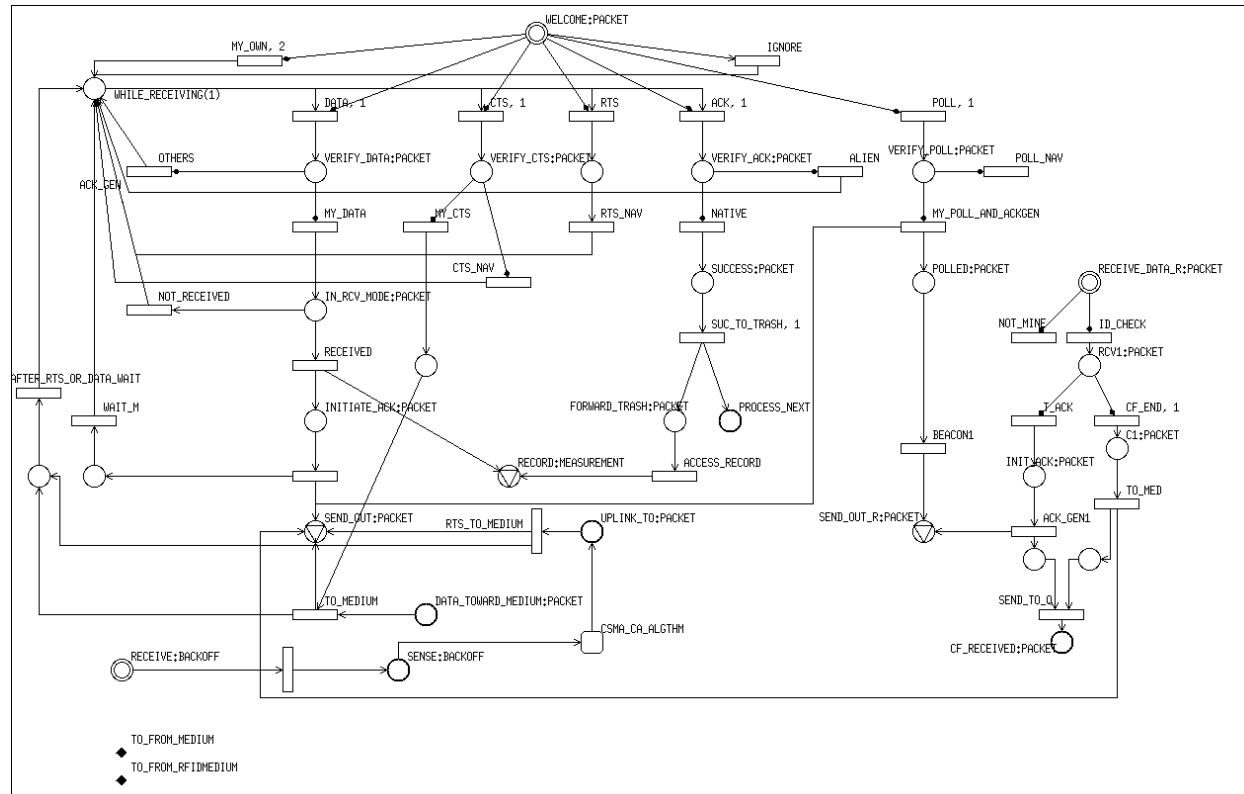 WELCOME:PACKET
MY_OWN, 2
IGNORE
WHILE_RECEIVING(1)
DATA, 1
CTS, 1
RTS
ACK, 1
POLL, 1
OTHERS
VERIFY_DATA:PACKET
VERIFY_CTS:PACKET
VERIFY_ACK:PACKET
ALIEN
VERIFY_POLL:PACKET
POLL_NAV
ACK_GEN
MY_DATA
MY_CTS
RTS_NAV
NATIVE
MY_POLL_AND_ACKGEN
CTS_NAV
SUCCESS:PACKET
POLLED:PACKET
RECEIVE_DATA_R:PACKET
NOT_RECEIVED
IN_RCV_MODE:PACKET
SUC_TO_TRASH, 1
NOT_MINE
ID_CHECK
RECEIVED
RCV1:PACKET
AFTER_RTS_OR_DATA_WAIT
WAIT_M
INITIATE_ACK:PACKET
FORWARD_TRASH:PACKET
PROCESS_NEXT
T_ACK
CF_END, 1
BEACON1
C1:PACKET
RECORD:MEASUREMENT
ACCESS_RECORD
INIT_ACK:PACKET
TO_MED
SEND_OUT:PACKET
RTS_TO_MEDIUM
UPLINK_TO:PACKET
SEND_OUT_R:PACKET
ACK_GEN1
TO_MEDIUM
DATA_TOWARD_MEDIUM:PACKET
SEND_TO_Q
CSMA_CA_ALGTHM
RECEIVE:BACKOFF
SENSE:BACKOFF
CF_RECEIVED:PACKET
TO_FROM_MEDIUM
TO_FROM_RFIDMEDIUM